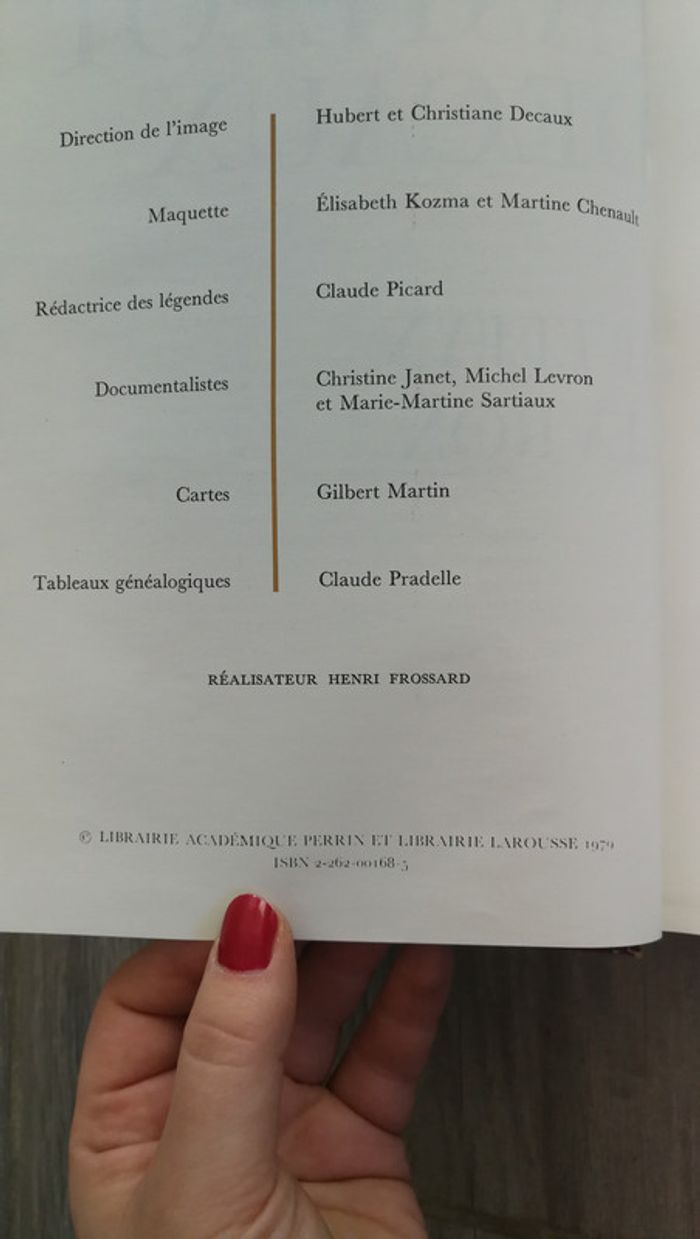 Direction de l'image
Hubert et Christiane Decaux
Maquette
Élisabeth Kozma et Martine Chenault
Rédactrice des légendes
Claude Picard
Documentalistes
Christine Janet, Michel Levron
et Marie-Martine Sartiaux
Cartes
Gilbert Martin
Tableaux généalogiques
Claude Pradelle
RÉALISATEUR HENRI FROSSARD
© LIBRAIRIE ACADÉMIQUE PERRIN ET LIBRAIRIE LAROUSSE 1979
ISBN 2-262-00168-5